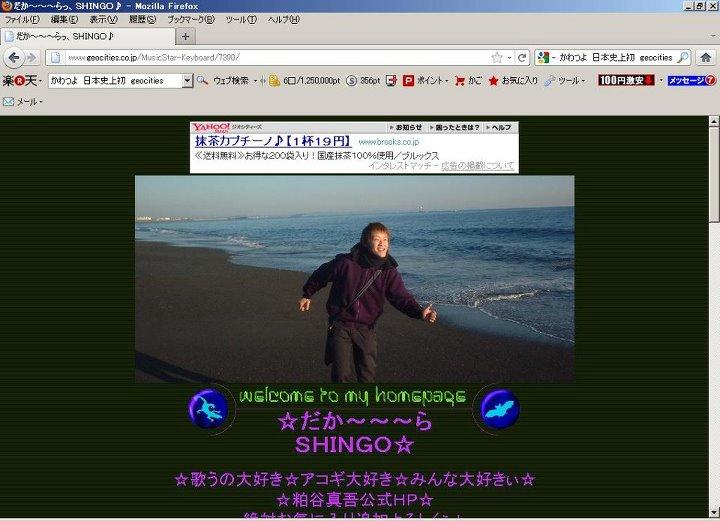 だか～～～らっ、SHINGO♪ - Mozilla Firefox
ファイル(F) 編集(E) 表示(V) 履歴(S) ブックマーク(B) ツール(T) ヘルプ(H)
だか～～～らっ、SHINGO♪
www.geocities.co.jp/MusicStar-Keyboard/7390/
かわつよ 日本史上初 geocities
楽R天 かわつよ 日本史上初 geocities ウェブ検索 6口/1,250,000pt 356pt ポイント かご お気に入り ツール 100円激安 メッセージ 7
メール
YAHOO! JAPAN ジオシティーズ お知らせ 困ったときは? ヘルプ
抹茶カプチーノ♪【1杯19円】 www.brooks.co.jp
≪送料無料≫お得な200袋入り！国産抹茶100%使用／ブルックス
インタレストマッチ - 広告の掲載について
welcome to my homepage
☆だか～～～ら
SHINGO☆
☆歌うの大好き☆アコギ大好き☆みんな大好きぃ☆
☆粕谷真吾公式HP☆